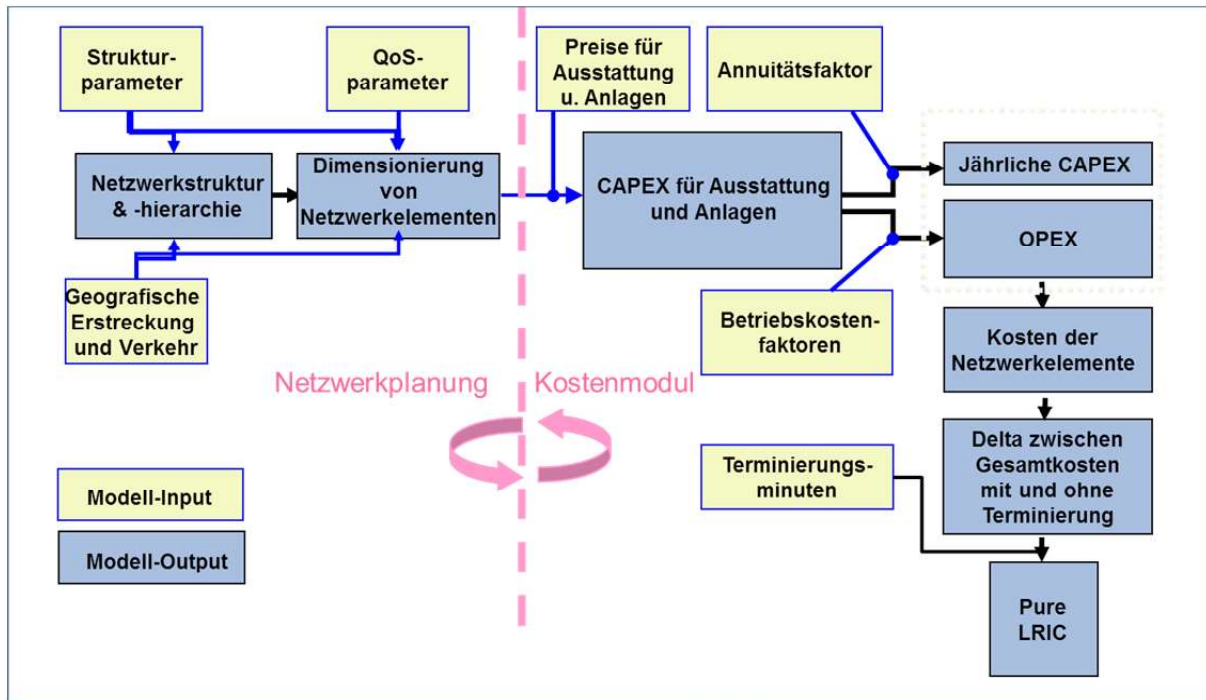 Struktur-
parameter
QoS-
parameter
Preise für
Ausstattung
u. Anlagen
Annuitätsfaktor
Netzwerkstruktur
& -hierarchie
Dimensionierung
von
Netzwerkelementen
CAPEX für Ausstattung
und Anlagen
Jährliche CAPEX
OPEX
Geografische
Erstreckung
und Verkehr
Betriebskosten-
faktoren
Kosten der
Netzwerkelemente
Netzwerkplanung
Kostenmodul
Delta zwischen
Gesamtkosten
mit und ohne
Terminierung
Terminierungs-
minuten
Modell-Input
Modell-Output
Pure
LRIC